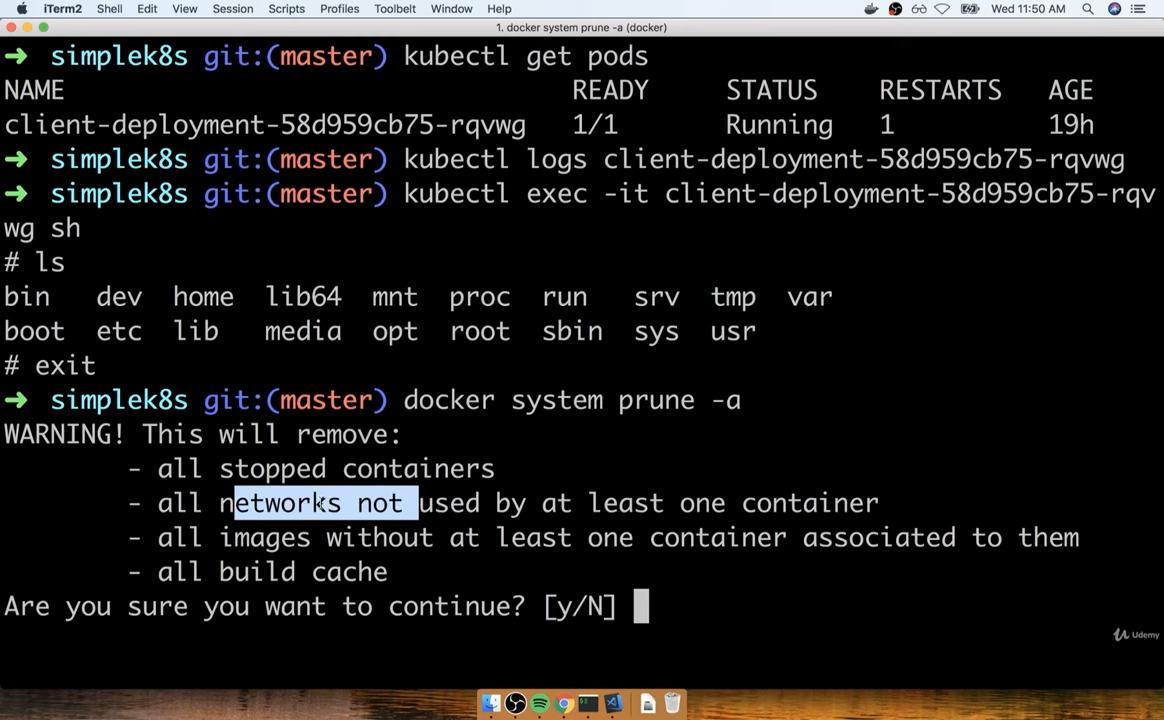 iTerm2 Shell Edit View Session Scripts Profiles Toolbelt Window Help Wed 11:50 AM
1. docker system prune -a (docker)
➜ simplek8s git:(master) kubectl get pods
NAME READY STATUS RESTARTS AGE
client-deployment-58d959cb75-rqvwg 1/1 Running 1 19h
➜ simplek8s git:(master) kubectl logs client-deployment-58d959cb75-rqvwg
➜ simplek8s git:(master) kubectl exec -it client-deployment-58d959cb75-rqv
wg sh
# ls
bin dev home lib64 mnt proc run srv tmp var
boot etc lib media opt root sbin sys usr
# exit
➜ simplek8s git:(master) docker system prune -a
WARNING! This will remove:
- all stopped containers
- all networks not used by at least one container
- all images without at least one container associated to them
- all build cache
Are you sure you want to continue? [y/N]
Udemy